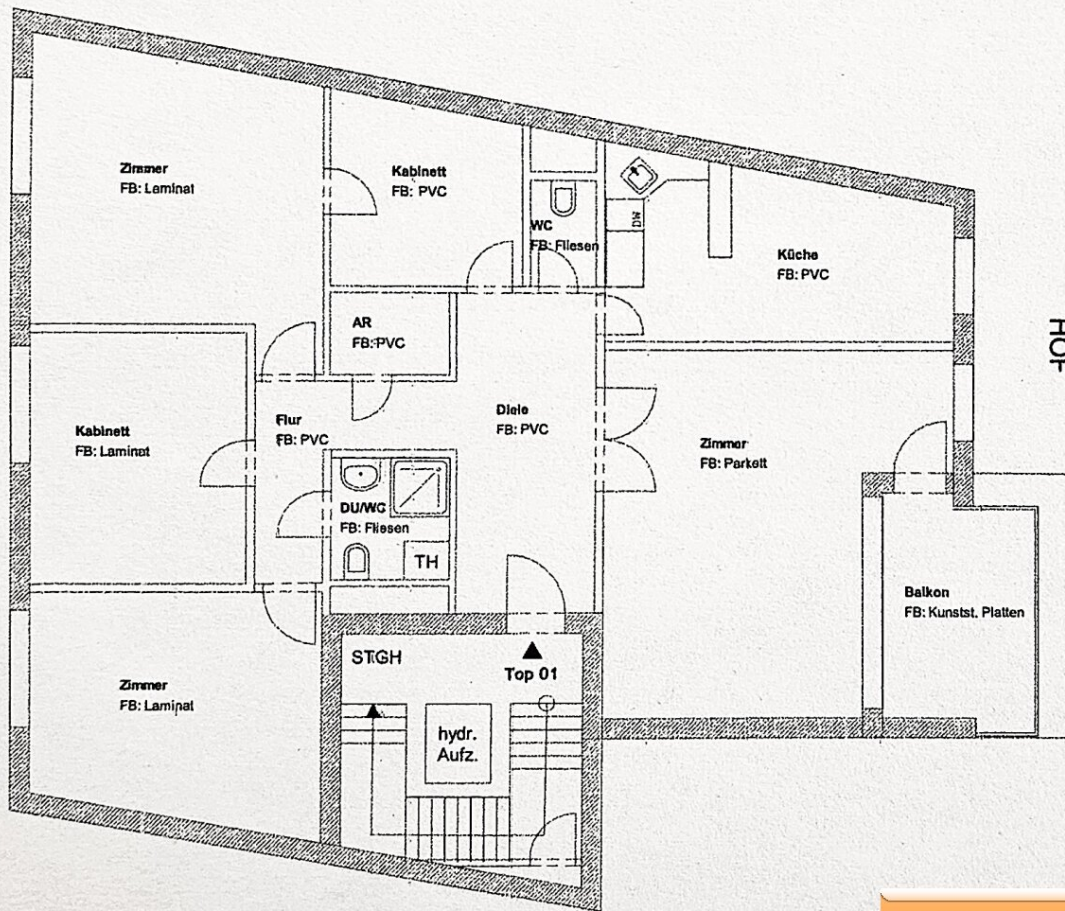 Zimmer
FB: Laminat
Kabinett
FB: PVC
WC
FB: Fliesen
DW
Küche
FB: PVC
HOF
AR
FB: PVC
Kabinett
FB: Laminat
Flur
FB: PVC
Diele
FB: PVC
Zimmer
FB: Parkett
DU/WC
FB: Fliesen
TH
Balkon
FB: Kunstst. Platten
Zimmer
FB: Laminat
STGH
Top 01
hydr.
Aufz.